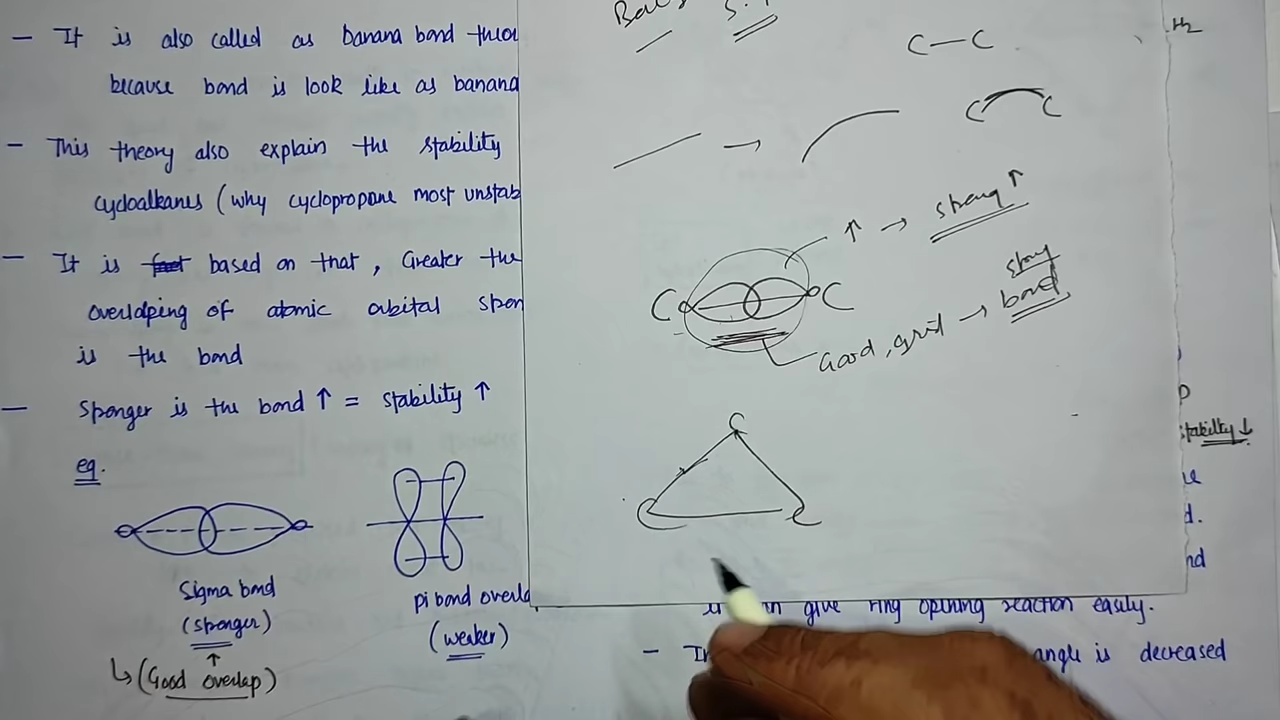 - It is also called as banana bond theor
because bond is look like as banana
- This theory also explain the stability
cycloalkanes (why cyclopropane most unstab
- It is fact based on that, Greater the
overlaping of atomic orbital stron
is the bond
- Stronger is the bond ↑ = stability ↑
eg.
Sigma bond
(stronger)
↑
↳ (Good overlap)
pi bond overla
(weaker)
C — C
C C
↑ → strong ↑
C C
Good, → strong
bond
C
C C
H2
stability ↓
give ring opening reaction easily.
- angle is decreased